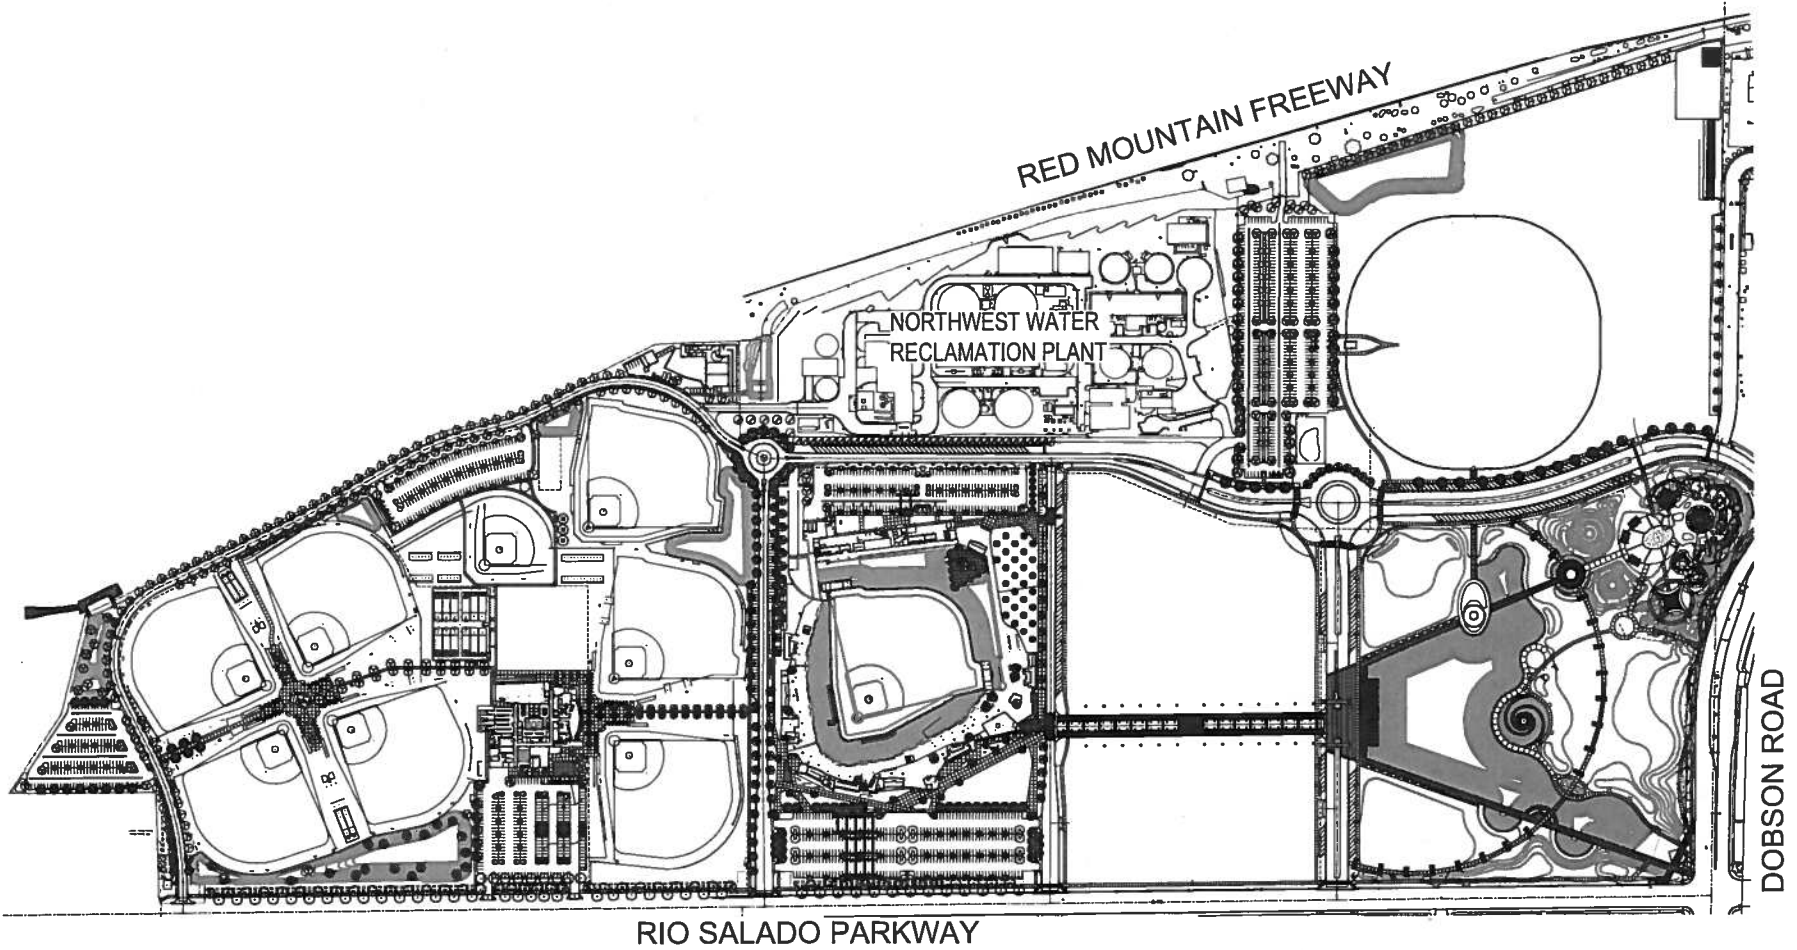 RED MOUNTAIN FREEWAY
NORTHWEST WATER
RECLAMATION PLANT
DOBSON ROAD
RIO SALADO PARKWAY